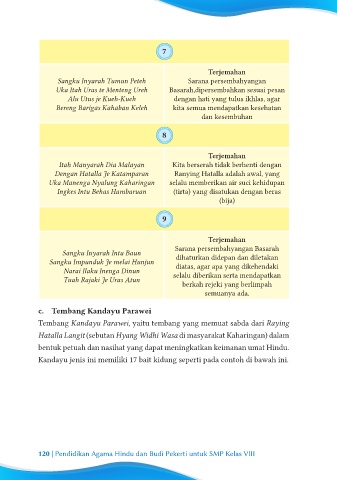 7
Sangku Inyarah Tumun Peteh
Uka Itah Uras te Menteng Ureh
Alu Utus je Kueh-Kueh
Bereng Barigas Kahaban Keleh
Terjemahan
Sarana persembahyangan
Basarah,dipersembahkan sesuai pesan
dengan hati yang tulus ikhlas, agar
kita semua mendapatkan kesehatan
dan kesembuhan
8
Itah Manyarah Dia Malayan
Dengan Hatalla Je Katamparan
Uka Manenga Nyalung Kaharingan
Ingkes Intu Behas Hambaruan
Terjemahan
Kita berserah tidak berhenti dengan
Ranying Hatalla adalah awal, yang
selalu memberikan air suci kehidupan
(tirta) yang disatukan dengan beras
(bija)
9
Sangku Inyarah Intu Baun
Sangku Impunduk Je melai Hunjun
Narai Ilaku Inenga Dinun
Tuah Rajaki Je Uras Atun
Terjemahan
Sarana persembahyangan Basarah
dihaturkan didepan dan diletakan
diatas, agar apa yang dikehendaki
selalu diberikan serta mendapatkan
berkah rejeki yang berlimpah
semuanya ada.
c. Tembang Kandayu Parawei
Tembang Kandayu Parawei, yaitu tembang yang memuat sabda dari Raying
Hatalla Langit (sebutan Hyang Widhi Wasa di masyarakat Kaharingan) dalam
bentuk petuah dan nasihat yang dapat meningkatkan keimanan umat Hindu.
Kandayu jenis ini memiliki 17 bait kidung seperti pada contoh di bawah ini.
120 | Pendidikan Agama Hindu dan Budi Pekerti untuk SMP Kelas VIII